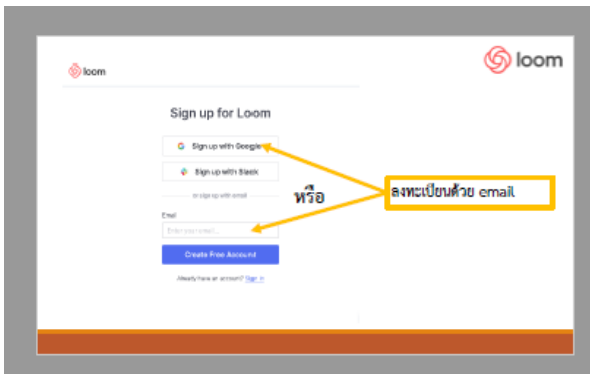 loom
loom
Sign up for Loom
Sign up with Google
Sign up with Slack
or sign up with email
หรือ
ลงทะเบียนด้วย email
Email
Enter your email...
Create Free Account
Already have an account? Sign in